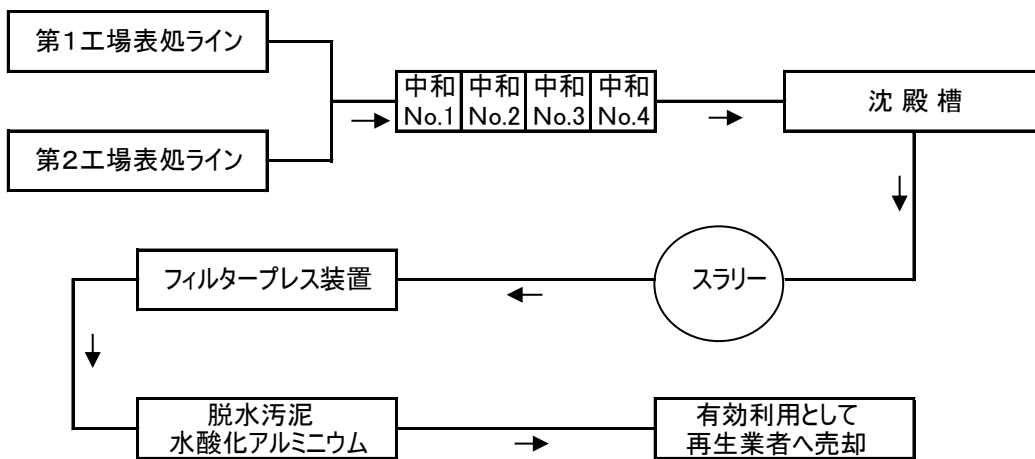 第１工場表処ライン
第２工場表処ライン
中和
No.1
中和
No.2
中和
No.3
中和
No.4
沈 殿 槽
フィルタープレス装置
スラリー
脱水汚泥
水酸化アルミニウム
有効利用として
再生業者へ売却